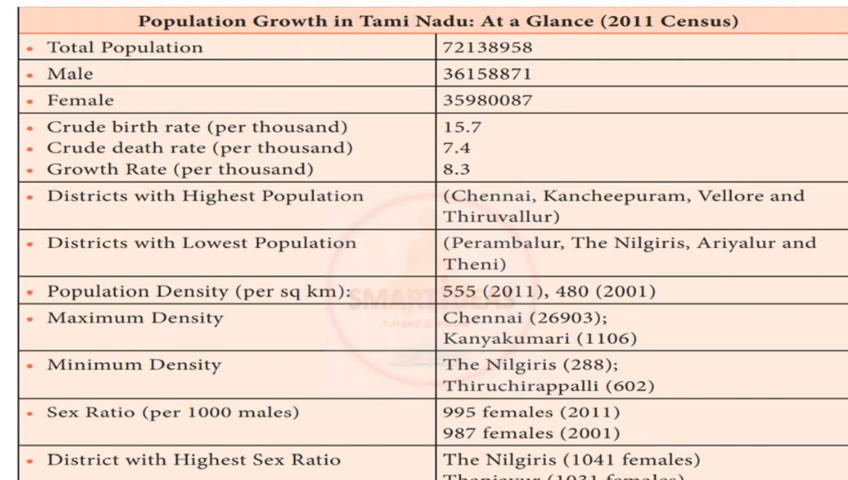 Population Growth in Tami Nadu: At a Glance (2011 Census)
• Total Population 72138958
• Male 36158871
• Female 35980087
• Crude birth rate (per thousand) 15.7
• Crude death rate (per thousand) 7.4
• Growth Rate (per thousand) 8.3
• Districts with Highest Population (Chennai, Kancheepuram, Vellore and
Thiruvallur)
• Districts with Lowest Population (Perambalur, The Nilgiris, Ariyalur and
Theni)
• Population Density (per sq km): 555 (2011), 480 (2001)
• Maximum Density Chennai (26903);
Kanyakumari (1106)
• Minimum Density The Nilgiris (288);
Thiruchirappalli (602)
• Sex Ratio (per 1000 males) 995 females (2011)
987 females (2001)
• District with Highest Sex Ratio The Nilgiris (1041 females)
Thanjavur (1031 females)